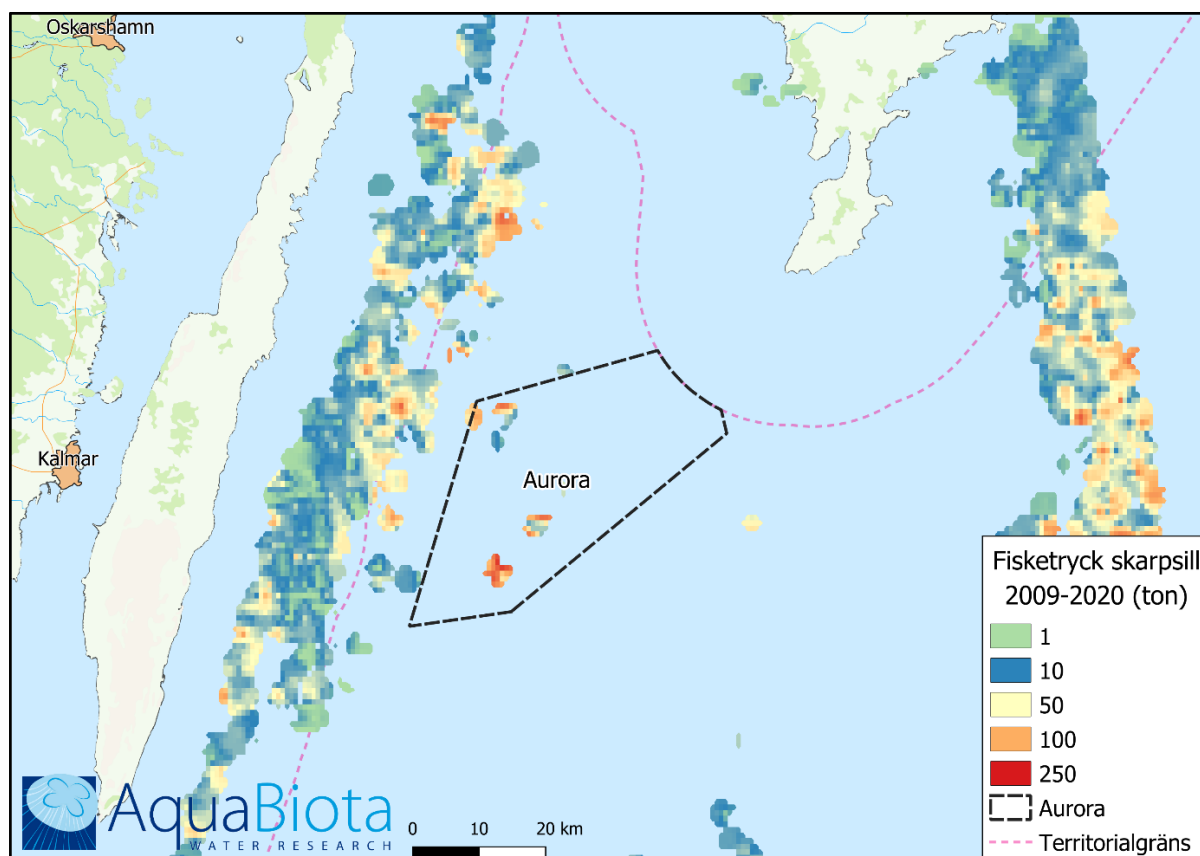 Oskarshamn
Kalmar
Aurora
Fisketryck skarpsill
2009-2020 (ton)
1
10
50
100
250
Aurora
Territorialgräns
AquaBiota
WATER RESEARCH
0 10 20 km